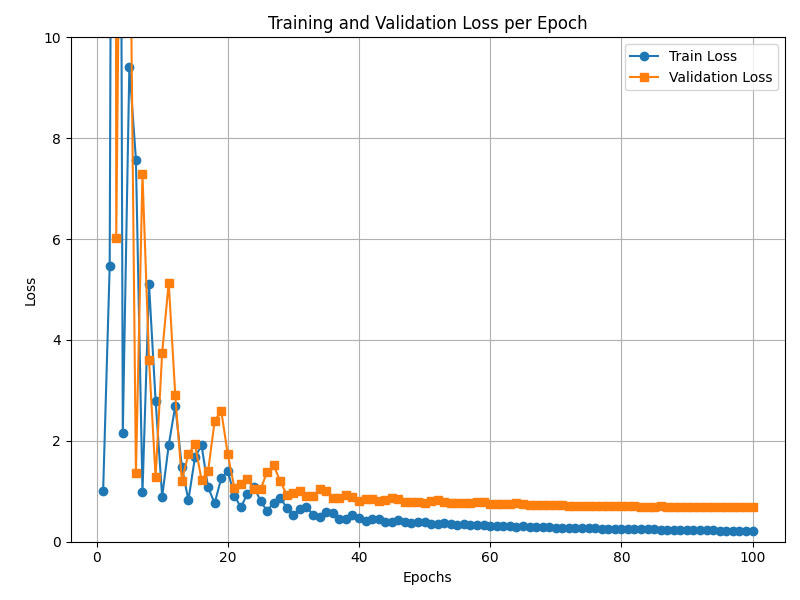 Training and Validation Loss per Epoch
Train Loss
Validation Loss
Loss
10
8
6
4
2
0
0 20 40 60 80 100
Epochs